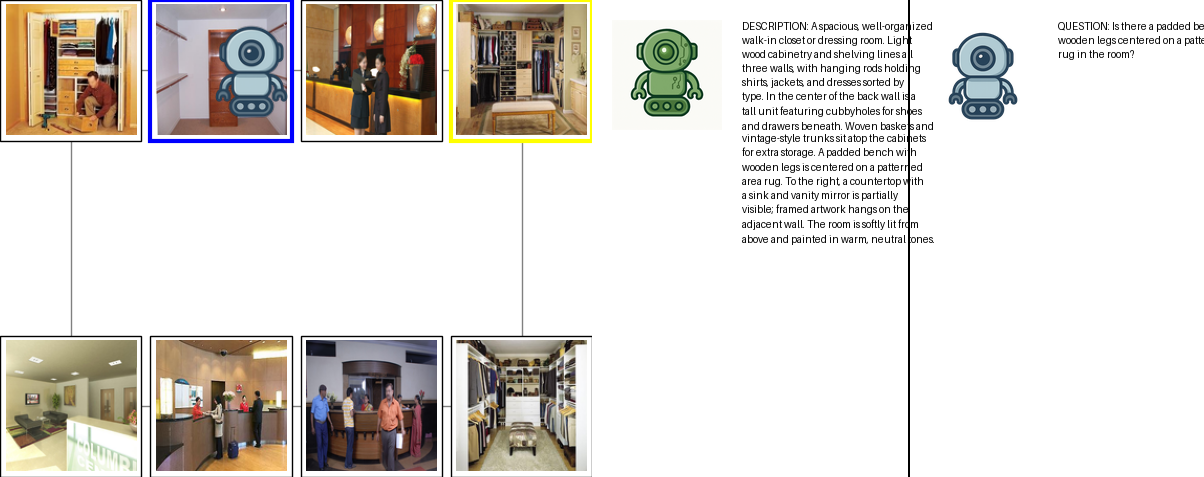 DESCRIPTION: A spacious, well-organized
walk-in closet or dressing room. Light
wood cabinetry and shelving lines all
three walls, with hanging rods holding
shirts, jackets, and dresses sorted by
type. In the center of the back wall is a
tall unit featuring cubbyholes for shoes
and drawers beneath. Woven baskets and
vintage-style trunks sit atop the cabinets
for extra storage. A padded bench with
wooden legs is centered on a patterned
area rug. To the right, a countertop with
a sink and vanity mirror is partially
visible; framed artwork hangs on the
adjacent wall. The room is softly lit from
above and painted in warm, neutral tones.
QUESTION: Is there a padded be
wooden legs centered on a patte
rug in the room?